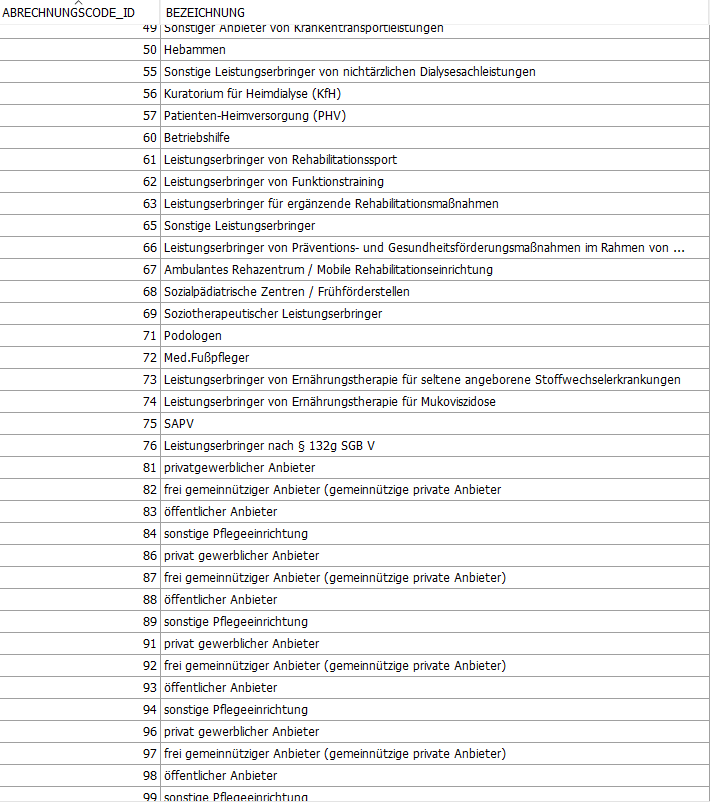 ABRECHNUNGSCODE_ID BEZEICHNUNG
49 Sonstiger Anbieter von Krankentransportleistungen
50 Hebammen
55 Sonstige Leistungserbringer von nichtärzlichen Dialysesachleistungen
56 Kuratorium für Heimdialyse (KfH)
57 Patienten-Heimversorgung (PHV)
60 Betriebshilfe
61 Leistungserbringer von Rehabilitationssport
62 Leistungserbringer von Funktionstraining
63 Leistungserbringer für ergänzende Rehabilitationsmaßnahmen
65 Sonstige Leistungserbringer
66 Leistungserbringer von Präventions- und Gesundheitsförderungsmaßnahmen im Rahmen von ...
67 Ambulantes Rehazentrum / Mobile Rehabilitationseinrichtung
68 Sozialpädiatrische Zentren / Frühförderstellen
69 Soziotherapeutischer Leistungserbringer
71 Podologen
72 Med.Fußpfleger
73 Leistungserbringer von Ernährungstherapie für seltene angeborene Stoffwechselerkrankungen
74 Leistungserbringer von Ernährungstherapie für Mukoviszidose
75 SAPV
76 Leistungserbringer nach § 132g SGB V
81 privatgewerblicher Anbieter
82 frei gemeinnütziger Anbieter (gemeinnützige private Anbieter
83 öffentlicher Anbieter
84 sonstige Pflegeeinrichtung
86 privat gewerblicher Anbieter
87 frei gemeinnütziger Anbieter (gemeinnützige private Anbieter)
88 öffentlicher Anbieter
89 sonstige Pflegeeinrichtung
91 privat gewerblicher Anbieter
92 frei gemeinnütziger Anbieter (gemeinnützige private Anbieter)
93 öffentlicher Anbieter
94 sonstige Pflegeeinrichtung
96 privat gewerblicher Anbieter
97 frei gemeinnütziger Anbieter (gemeinnützige private Anbieter)
98 öffentlicher Anbieter
99 sonstige Pflegeeinrichtung